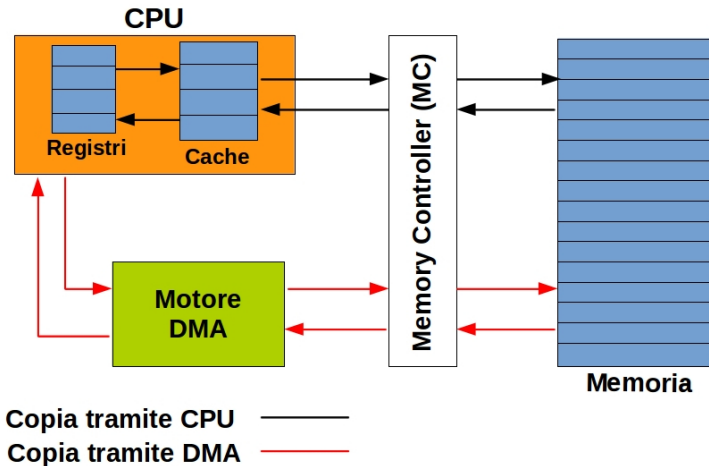 CPU
Registri
Cache
Memory Controller (MC)
Motore
DMA
Memoria
Copia tramite CPU
Copia tramite DMA